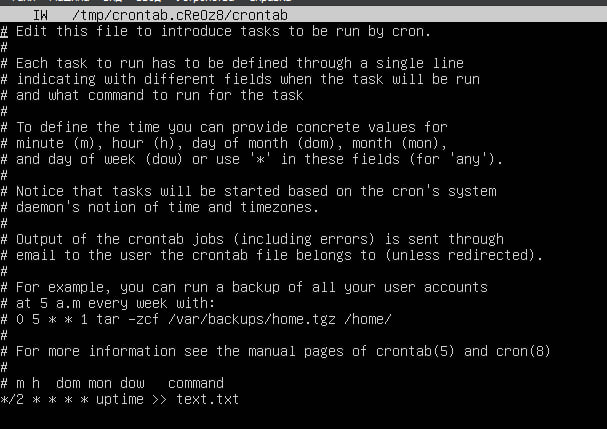 IW /tmp/crontab.cReOz8/crontab
# Edit this file to introduce tasks to be run by cron.
#
# Each task to run has to be defined through a single line
# indicating with different fields when the task will be run
# and what command to run for the task
#
# To define the time you can provide concrete values for
# minute (m), hour (h), day of month (dom), month (mon),
# and day of week (dow) or use '*' in these fields (for 'any').
#
# Notice that tasks will be started based on the cron's system
# daemon's notion of time and timezones.
#
# Output of the crontab jobs (including errors) is sent through
# email to the user the crontab file belongs to (unless redirected).
#
# For example, you can run a backup of all your user accounts
# at 5 a.m every week with:
# 0 5 * * 1 tar -zcf /var/backups/home.tgz /home/
#
# For more information see the manual pages of crontab(5) and cron(8)
#
# m h  dom mon dow   command
*/2 * * * * uptime >> text.txt